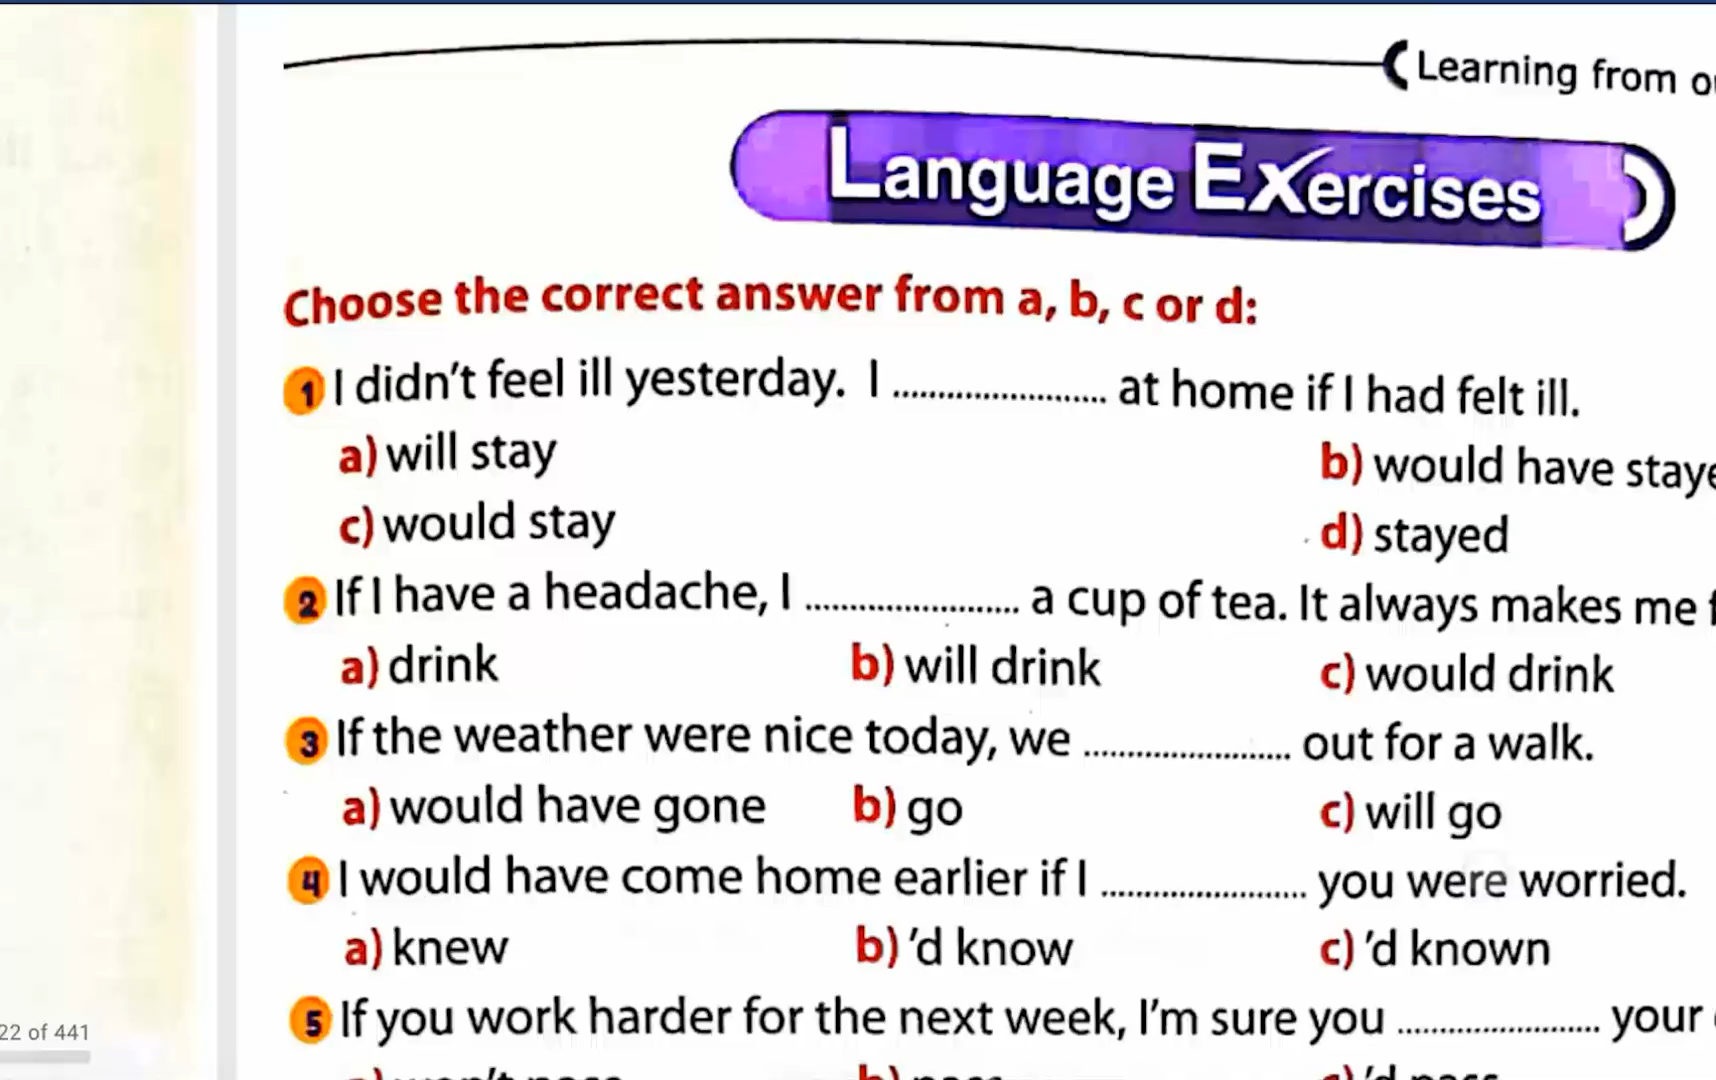 Learning from
Language Exercises
Choose the correct answer from a, b, c or d:
1 I didn't feel ill yesterday. I ........................ at home if I had felt ill.
a) will stay b) would have
c) would stay d) stayed
2 If I have a headache, I ........................ a cup of tea. It always makes me
a) drink b) will drink c) would drink
3 If the weather were nice today, we ........................ out for a walk.
a) would have gone b) go c) will go
4 I would have come home earlier if I ........................ you were worried.
a) knew b) 'd know c) 'd known
5 If you work harder for the next week, I'm sure you ........................ your
22 of 441